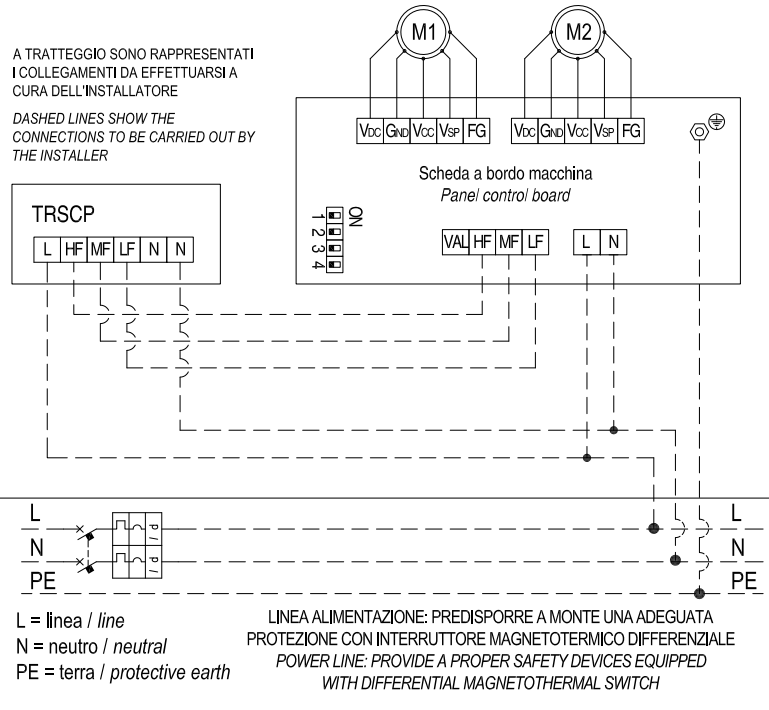 M1
M2
A TRATTEGGIO SONO RAPPRESENTATI
I COLLEGAMENTI DA EFFETTUARSI A
CURA DELL'INSTALLATORE
DASHED LINES SHOW THE
CONNECTIONS TO BE CARRIED OUT BY
THE INSTALLER
VDC GND VCC VSP FG
VDC GND VCC VSP FG
Scheda a bordo macchina
Panel control board
TRSCP
L HF MF LF N N
ON
1
2
3
4
VAL HF MF LF
L N
L
N
PE
P /
P /
L
N
PE
L = linea / line
N = neutro / neutral
PE = terra / protective earth
LINEA ALIMENTAZIONE: PREDISPORRE A MONTE UNA ADEGUATA
PROTEZIONE CON INTERRUTTORE MAGNETOTERMICO DIFFERENZIALE
POWER LINE: PROVIDE A PROPER SAFETY DEVICES EQUIPPED
WITH DIFFERENTIAL MAGNETOTHERMAL SWITCH